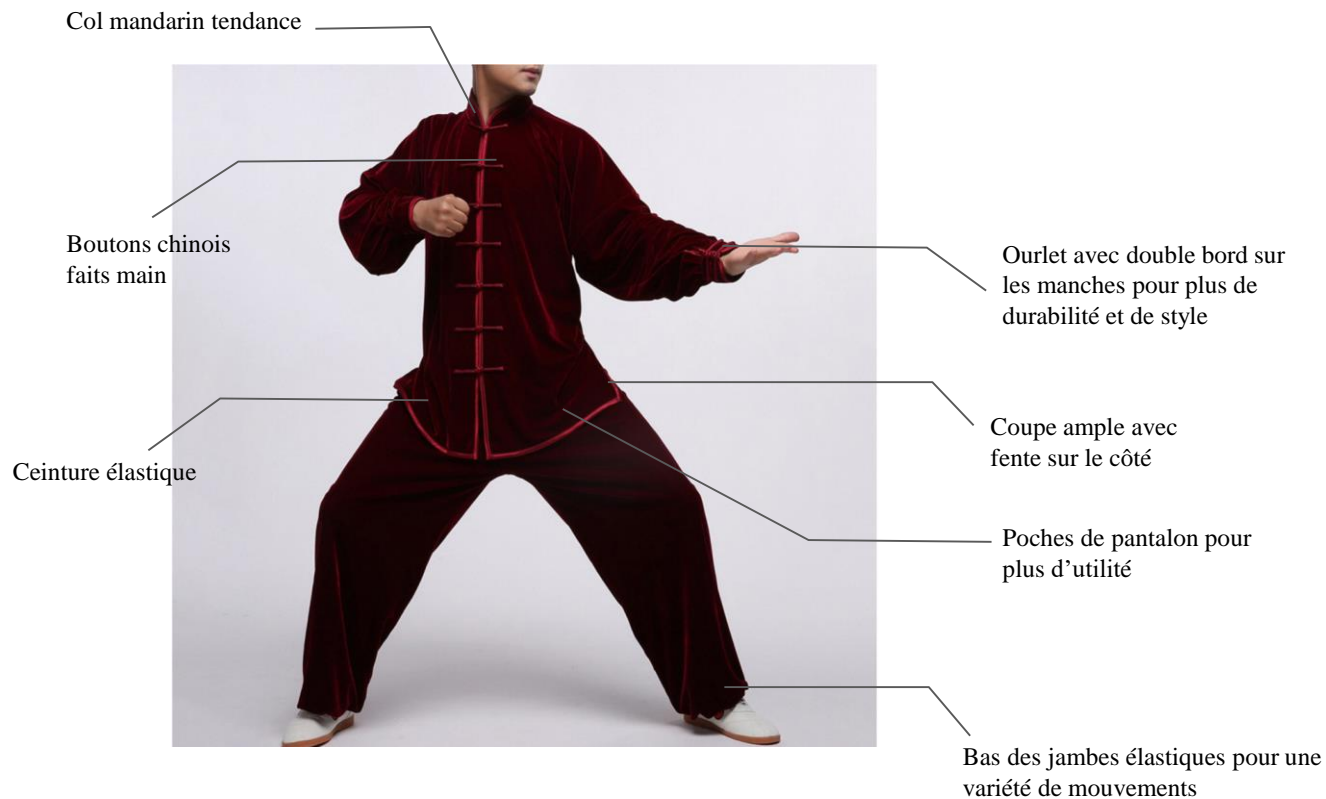 Col mandarin tendance
Boutons chinois
faits main
Ourlet avec double bord sur
les manches pour plus de
durabilité et de style
Ceinture élastique
Coupe ample avec
fente sur le côté
Poches de pantalon pour
plus d’utilité
Bas des jambes élastiques pour une
variété de mouvements